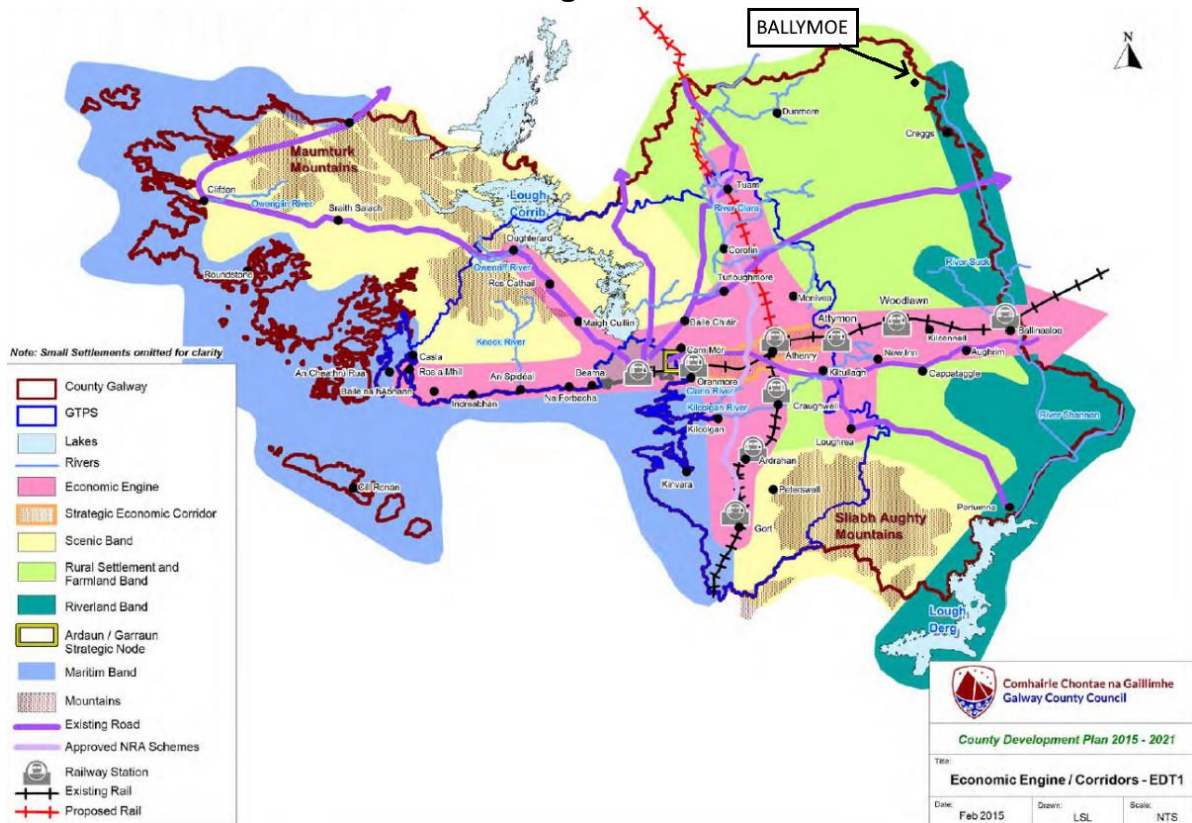 BALLYMOE
N
Dunmore
Creggs
Maumturk
Mountains
Clifden
Owenglin River
Sraith Salach
Lough
Corrib
Tuam
River Clare
Oughterard
Owenriff River
Corofin
Roundstone
Ros Cathail
Turloughmore
River Suck
Monivea
Woodlawn
Attymon
Maigh Cuilinn
Baile Chláir
Ballinasloe
Knock River
Kilconnell
Carn Mór
Athenry
New Inn
Aughrim
Casla
An Cheathrú Rua
Ros a Mhíl
An Spidéal
Bearna
Oranmore
Kiltullagh
Cappataggle
Baile na hAbhann
Indreabhán
Na Forbacha
Clarin River
Kilcolgan River
Craughwell
River Shannon
Kilcolgan
Loughrea
Ardrahan
Cill Rónáin
Kinvara
Peterswell
Portumna
Gort
Sliabh Aughty
Mountains
Lough
Derg
Note: Small Settlements omitted for clarity
County Galway
GTPS
Lakes
Rivers
Economic Engine
Strategic Economic Corridor
Scenic Band
Rural Settlement and
Farmland Band
Riverland Band
Ardaun / Garraun
Strategic Node
Maritim Band
Mountains
Existing Road
Approved NRA Schemes
Railway Station
Existing Rail
Proposed Rail
Comhairle Chontae na Gaillimhe
Galway County Council
County Development Plan 2015 - 2021
Title:
Economic Engine / Corridors - EDT1
Date: Drawn: Scale:
Feb 2015 LSL NTS